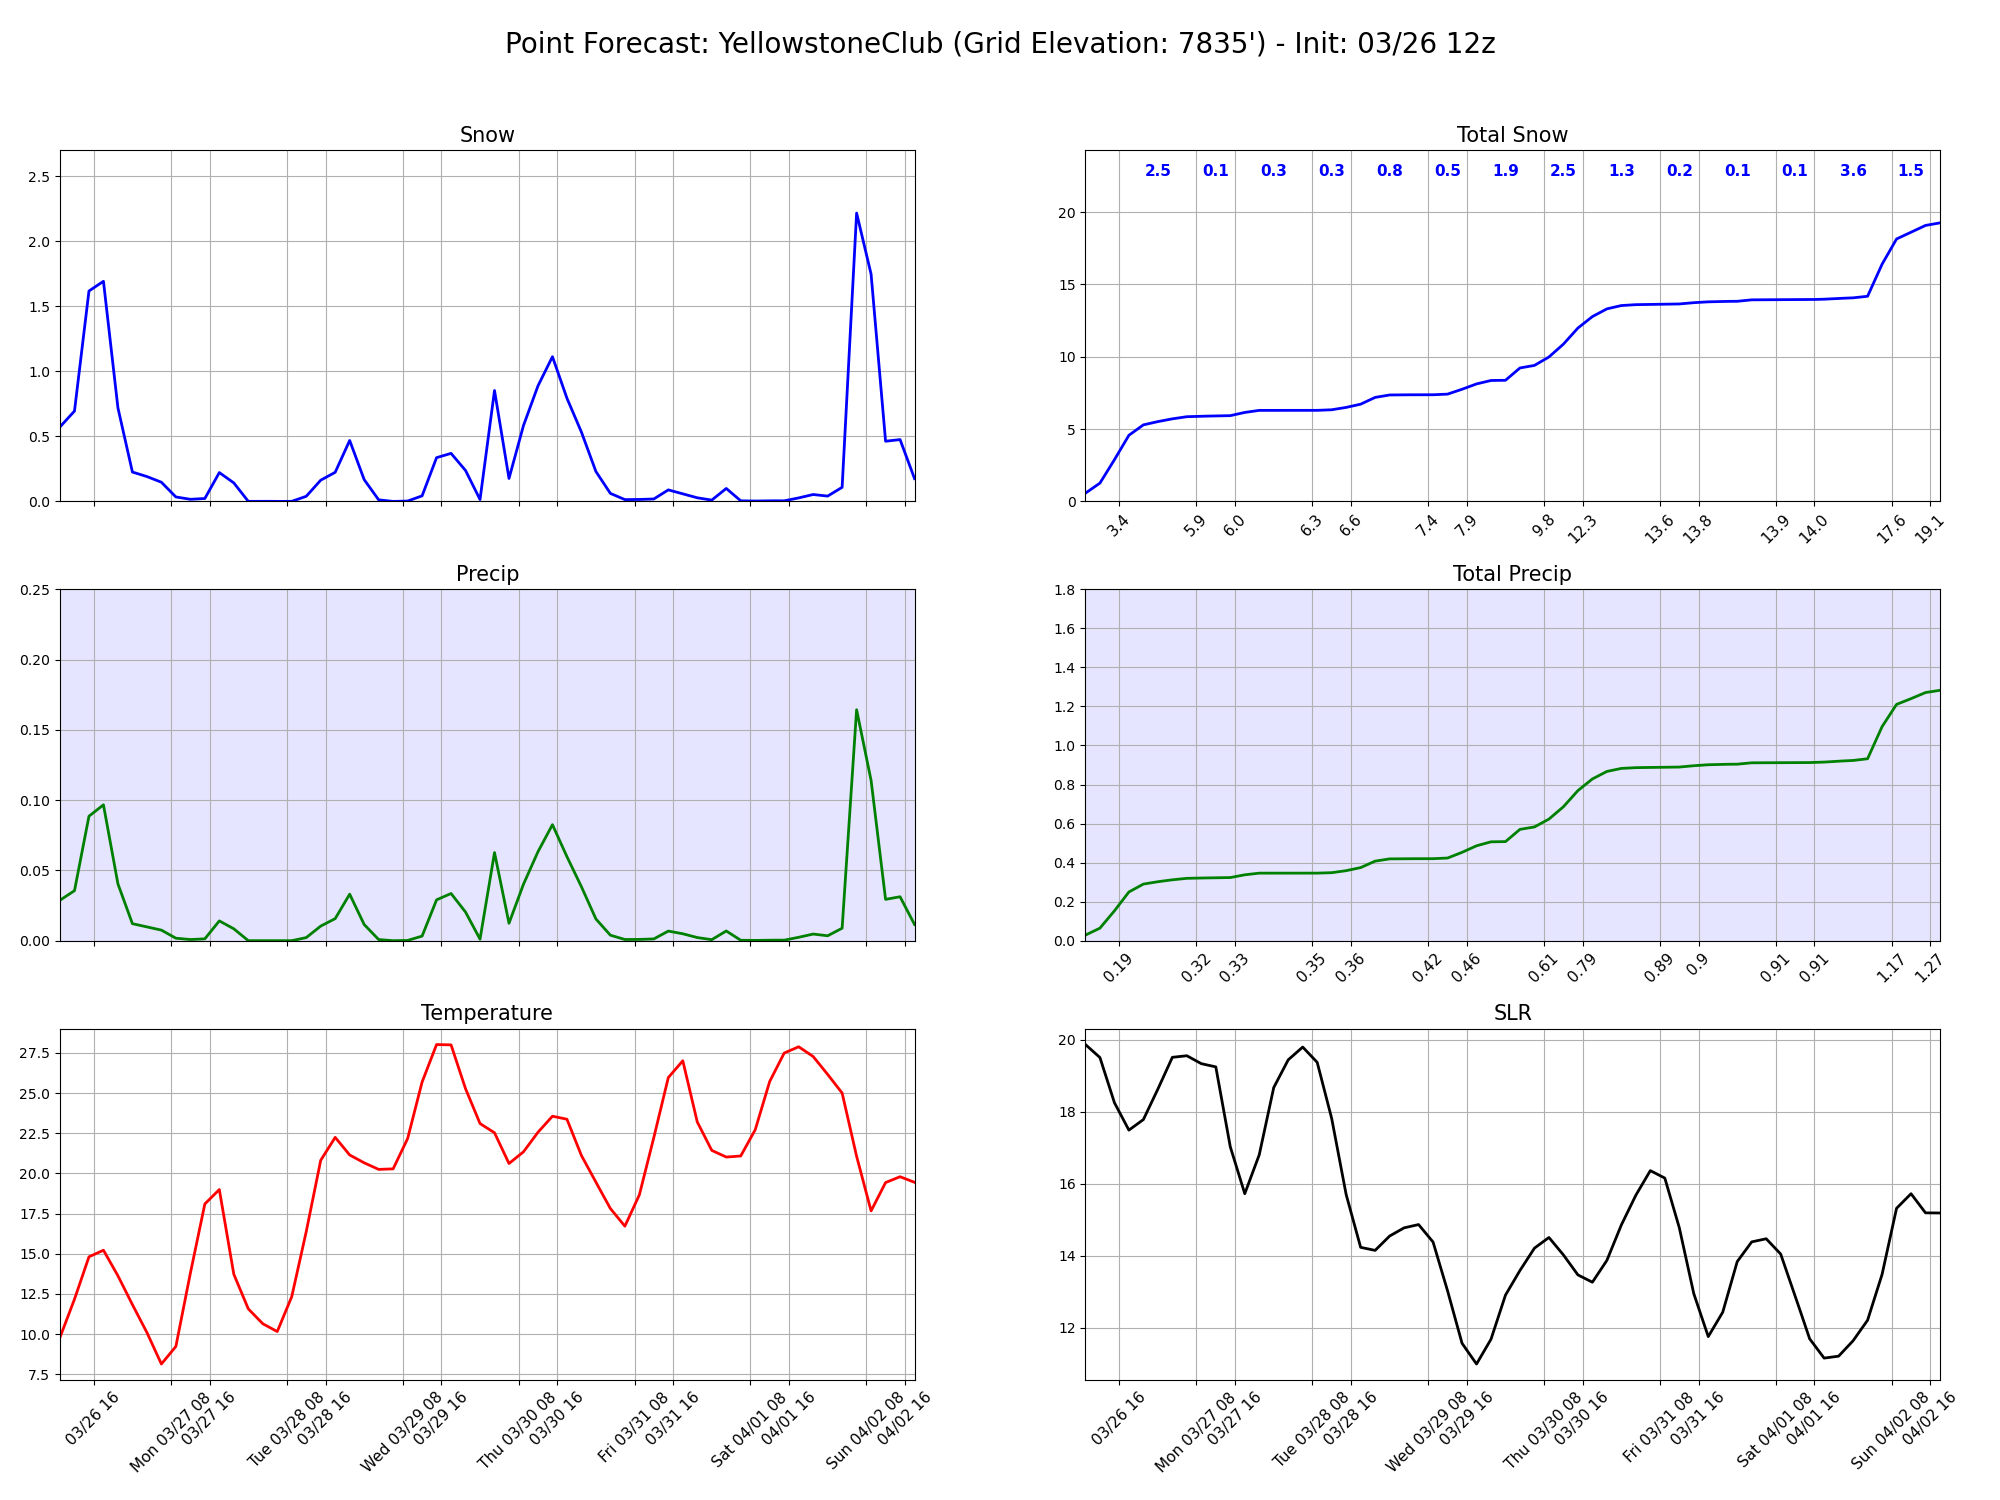 Point Forecast: YellowstoneClub (Grid Elevation: 7835') - Init: 03/26 12z
Snow
2.5
2.0
1.5
1.0
0.5
0.0
Total Snow
2.5 0.1 0.3 0.3 0.8 0.5 1.9 2.5 1.3 0.2 0.1 0.1 3.6 1.5
20
15
10
5
0
3.4 5.9 6.0 6.3 6.6 7.4 7.9 9.8 12.3 13.6 13.8 13.9 14.0 17.6 19.1
Precip
0.25
0.20
0.15
0.10
0.05
0.00
Total Precip
1.8
1.6
1.4
1.2
1.0
0.8
0.6
0.4
0.2
0.0
0.19 0.32 0.33 0.35 0.36 0.42 0.46 0.61 0.79 0.89 0.9 0.91 0.91 1.17 1.27
Temperature
27.5
25.0
22.5
20.0
17.5
15.0
12.5
10.0
7.5
03/26 16
Mon 03/27 08
03/27 16
Tue 03/28 08
03/28 16
Wed 03/29 08
03/29 16
Thu 03/30 08
03/30 16
Fri 03/31 08
03/31 16
Sat 04/01 08
04/01 16
Sun 04/02 08
04/02 16
SLR
20
18
16
14
12
03/26 16
Mon 03/27 08
03/27 16
Tue 03/28 08
03/28 16
Wed 03/29 08
03/29 16
Thu 03/30 08
03/30 16
Fri 03/31 08
03/31 16
Sat 04/01 08
04/01 16
Sun 04/02 08
04/02 16